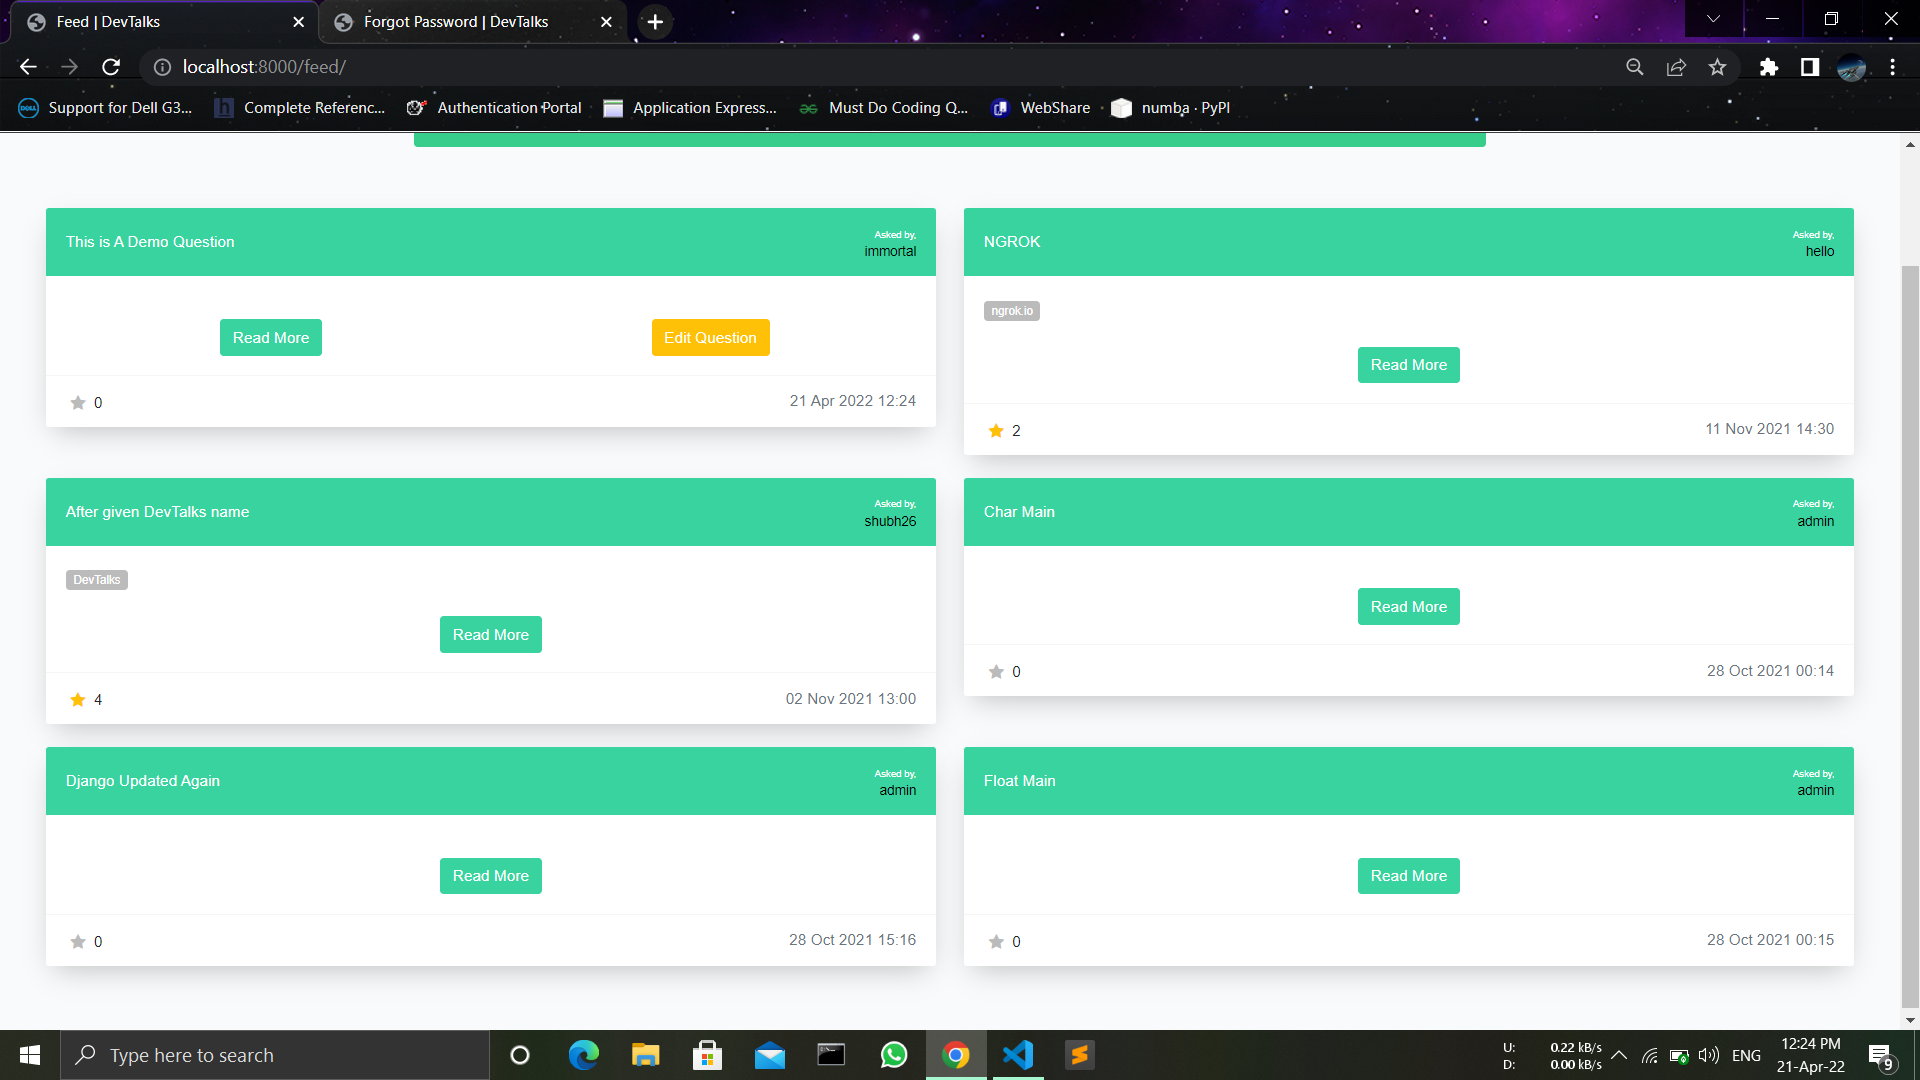 Feed | DevTalks
Forgot Password | DevTalks
localhost:8000/feed/
Support for Dell G3...
Complete Referenc...
Authentication Portal
Application Express...
Must Do Coding Q...
WebShare
numba · PyPI
This is A Demo Question
Asked by,
immortal
Read More
Edit Question
0
21 Apr 2022 12:24
NGROK
Asked by,
hello
ngrok.io
Read More
2
11 Nov 2021 14:30
After given DevTalks name
Asked by,
shubh26
DevTalks
Read More
4
02 Nov 2021 13:00
Char Main
Asked by,
admin
Read More
0
28 Oct 2021 00:14
Django Updated Again
Asked by,
admin
Read More
0
28 Oct 2021 15:16
Float Main
Asked by,
admin
Read More
0
28 Oct 2021 00:15
Type here to search
U: 0.22 kB/s
D: 0.00 kB/s
ENG
12:24 PM
21-Apr-22
9